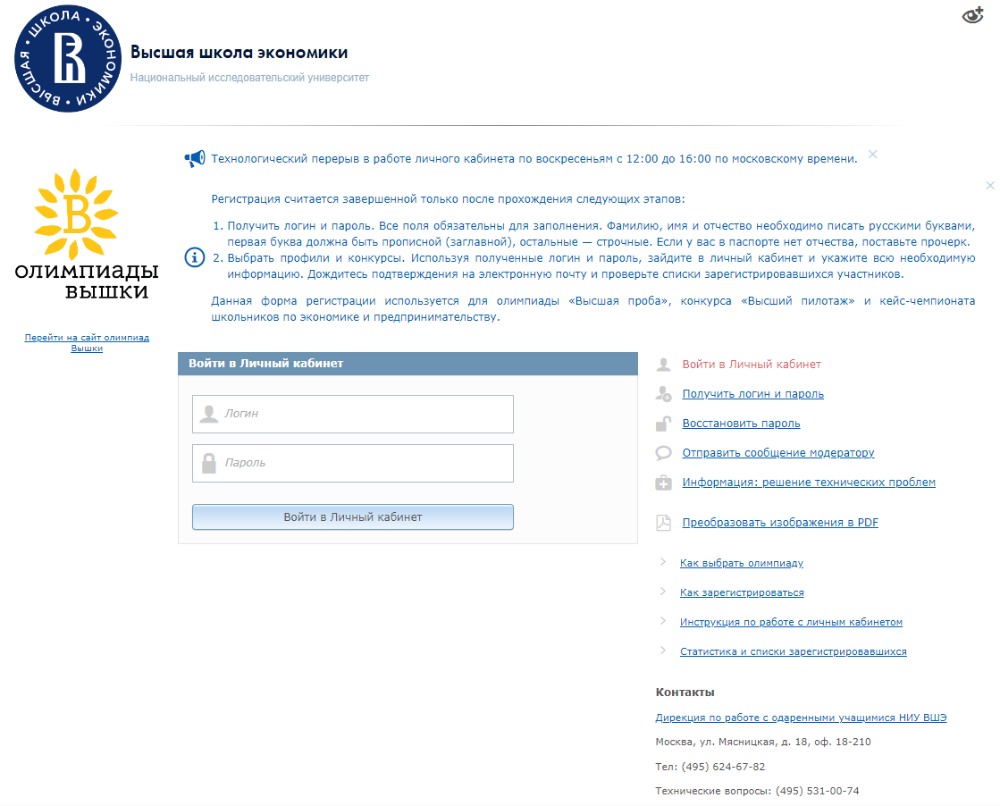 ВЫСШАЯ • ШКОЛА • ЭКОНОМИКИ •
Высшая школа экономики
Национальный исследовательский университет
В
ОЛИМПИАДЫ
ВЫШКИ
Перейти на сайт олимпиад
Вышки
Технологический перерыв в работе личного кабинета по воскресеньям с 12:00 до 16:00 по московскому времени.
Регистрация считается завершенной только после прохождения следующих этапов:
1. Получить логин и пароль. Все поля обязательны для заполнения. Фамилию, имя и отчество необходимо писать русскими буквами,
первая буква должна быть прописной (заглавной), остальные — строчные. Если у вас в паспорте нет отчества, поставьте прочерк.
2. Выбрать профили и конкурсы. Используя полученные логин и пароль, зайдите в личный кабинет и укажите всю необходимую
информацию. Дождитесь подтверждения на электронную почту и проверьте списки зарегистрировавшихся участников.
Данная форма регистрации используется для олимпиады «Высшая проба», конкурса «Высший пилотаж» и кейс-чемпионата
школьников по экономике и предпринимательству.
Войти в Личный кабинет
Логин
Пароль
Войти в Личный кабинет
Войти в Личный кабинет
Получить логин и пароль
Восстановить пароль
Отправить сообщение модератору
Информация: решение технических проблем
Преобразовать изображения в PDF
Как выбрать олимпиаду
Как зарегистрироваться
Инструкция по работе с личным кабинетом
Статистика и списки зарегистрировавшихся
Контакты
Дирекция по работе с одаренными учащимися НИУ ВШЭ
Москва, ул. Мясницкая, д. 18, оф. 18-210
Тел: (495) 624-67-82
Технические вопросы: (495) 531-00-74